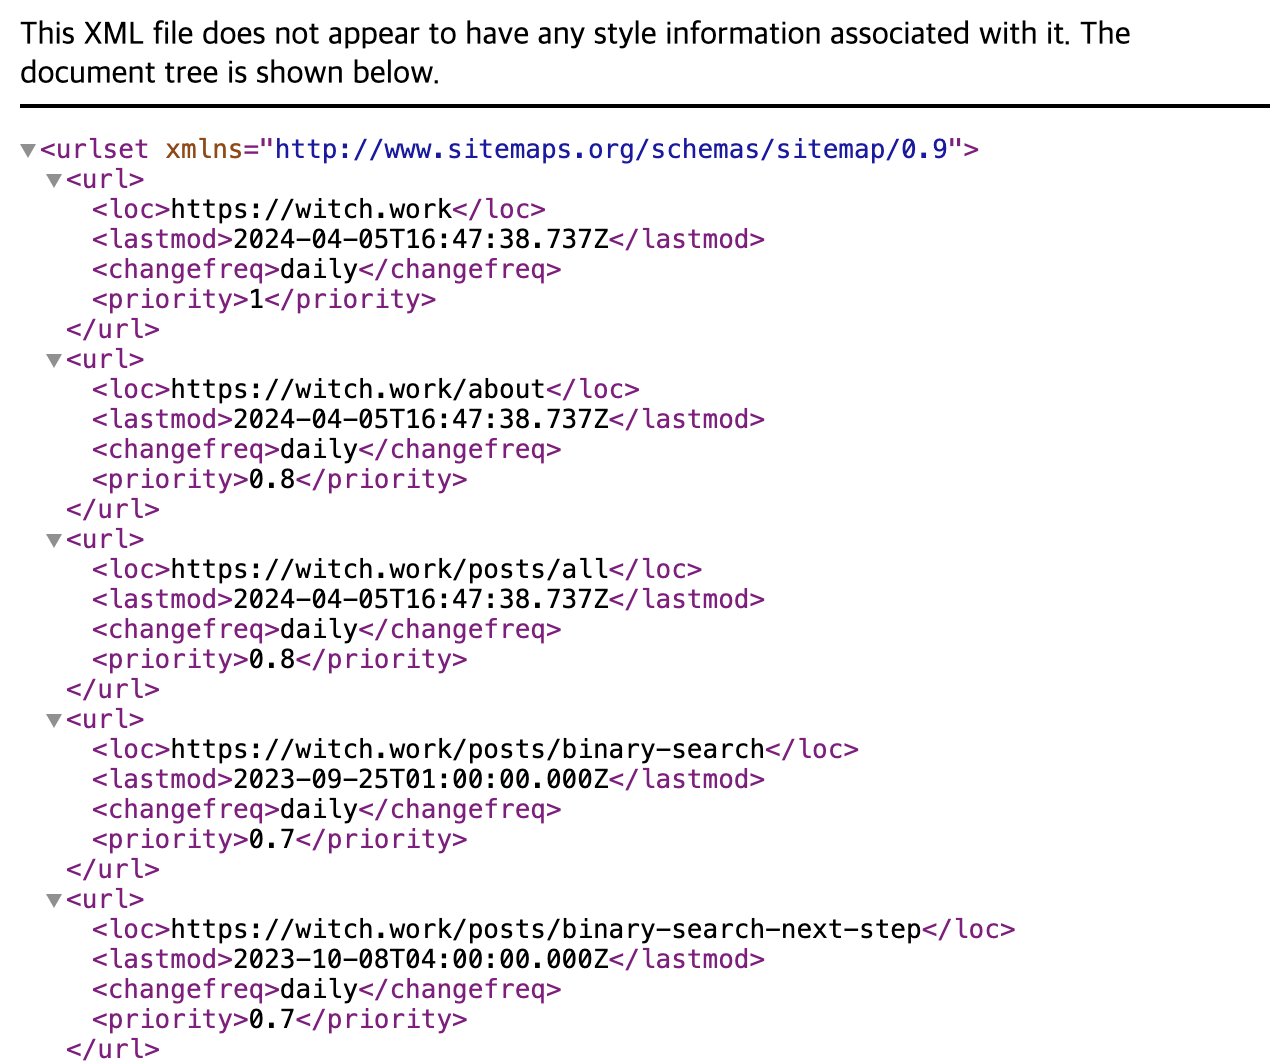 This XML file does not appear to have any style information associated with it. The
document tree is shown below.
▼<urlset xmlns="http://www.sitemaps.org/schemas/sitemap/0.9">
▼<url>
<loc>https://witch.work</loc>
<lastmod>2024-04-05T16:47:38.737Z</lastmod>
<changefreq>daily</changefreq>
<priority>1</priority>
</url>
▼<url>
<loc>https://witch.work/about</loc>
<lastmod>2024-04-05T16:47:38.737Z</lastmod>
<changefreq>daily</changefreq>
<priority>0.8</priority>
</url>
▼<url>
<loc>https://witch.work/posts/all</loc>
<lastmod>2024-04-05T16:47:38.737Z</lastmod>
<changefreq>daily</changefreq>
<priority>0.8</priority>
</url>
▼<url>
<loc>https://witch.work/posts/binary-search</loc>
<lastmod>2023-09-25T01:00:00.000Z</lastmod>
<changefreq>daily</changefreq>
<priority>0.7</priority>
</url>
▼<url>
<loc>https://witch.work/posts/binary-search-next-step</loc>
<lastmod>2023-10-08T04:00:00.000Z</lastmod>
<changefreq>daily</changefreq>
<priority>0.7</priority>
</url>